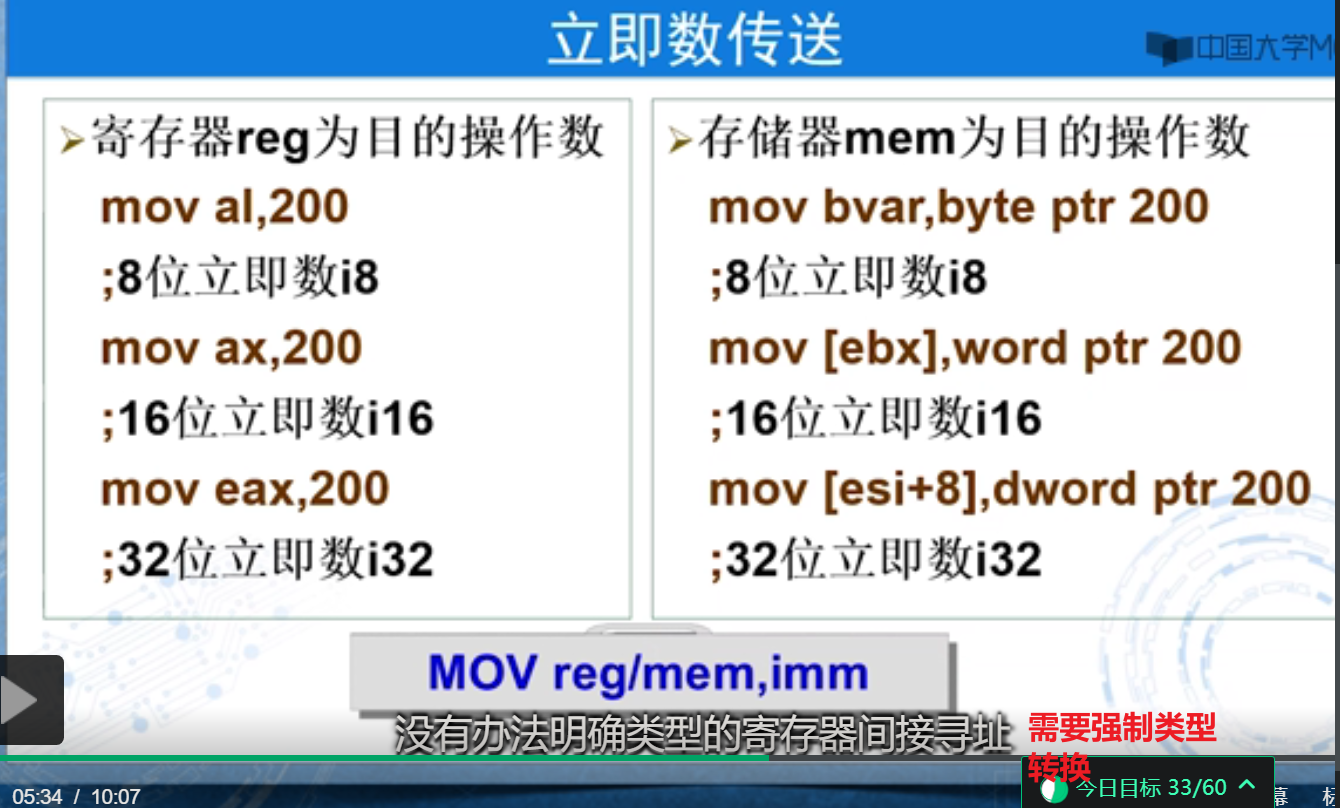 立即数传送
中国大学M
寄存器reg为目的操作数
mov al,200
;8位立即数i8
mov ax,200
;16位立即数i16
mov eax,200
;32位立即数i32
存储器mem为目的操作数
mov bvar,byte ptr 200
;8位立即数i8
mov [ebx],word ptr 200
;16位立即数i16
mov [esi+8],dword ptr 200
;32位立即数i32
MOV reg/mem,imm
没有办法明确类型的寄存器间接寻址
需要强制类型
转换
今日目标 33/60
05:34 / 10:07
幕